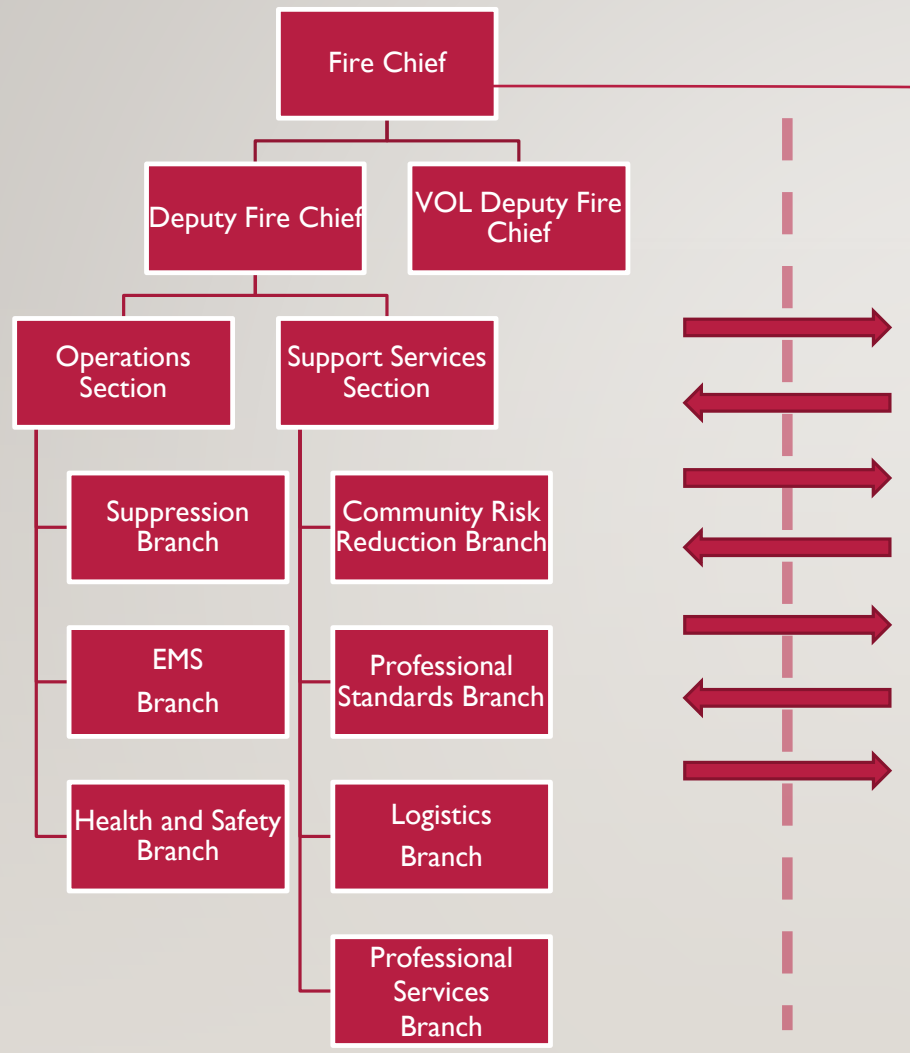 Fire Chief
Deputy Fire Chief
VOL Deputy Fire
Chief
Operations
Section
Support Services
Section
Suppression
Branch
Community Risk
Reduction Branch
EMS
Branch
Professional
Standards Branch
Health and Safety
Branch
Logistics
Branch
Professional
Services
Branch